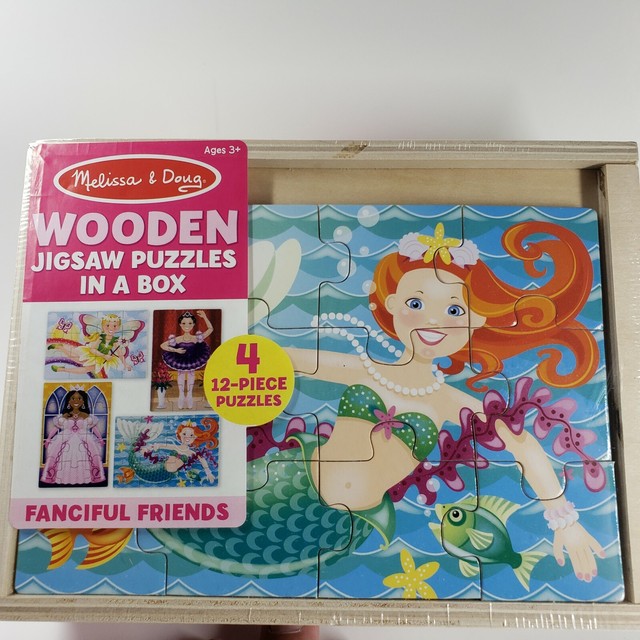 Ages 3+
Melissa & Doug
WOODEN
JIGSAW PUZZLES
IN A BOX
4
12-PIECE
PUZZLES
FANCIFUL FRIENDS